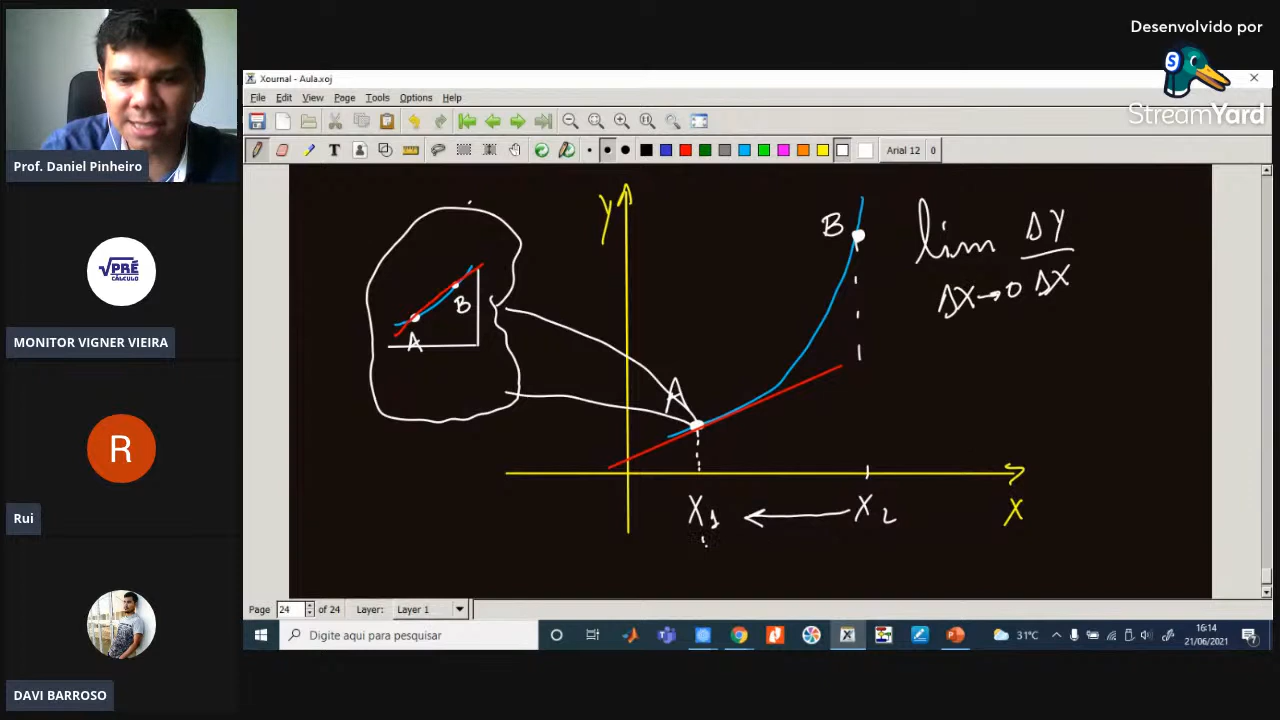 Desenvolvido por
StreamYard
Prof. Daniel Pinheiro
√PRÉ
CÁLCULO
MONITOR VIGNER VIEIRA
R
Rui
DAVI BARROSO
Xournal - Aula.xoj
File Edit View Page Tools Options Help
T
Arial 12 0
Y
B
lim ΔY
ΔX→0 ΔX
B
A
A
X1 ← X2
X
Page 24 of 24 Layer: Layer 1
Digite aqui para pesquisar
31°C
16:14
21/06/2021